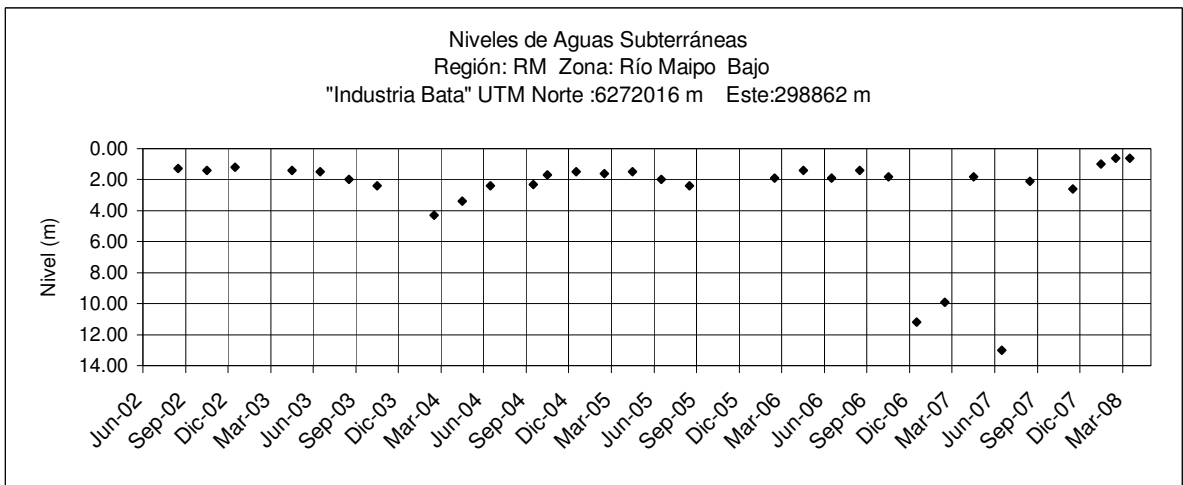 Niveles de Aguas Subterráneas
Región: RM Zona: Río Maipo Bajo
"Industria Bata" UTM Norte :6272016 m Este:298862 m
Nivel (m)
0.00
2.00
4.00
6.00
8.00
10.00
12.00
14.00
Jun-02
Sep-02
Dic-02
Mar-03
Jun-03
Sep-03
Dic-03
Mar-04
Jun-04
Sep-04
Dic-04
Mar-05
Jun-05
Sep-05
Dic-05
Mar-06
Jun-06
Sep-06
Dic-06
Mar-07
Jun-07
Sep-07
Dic-07
Mar-08